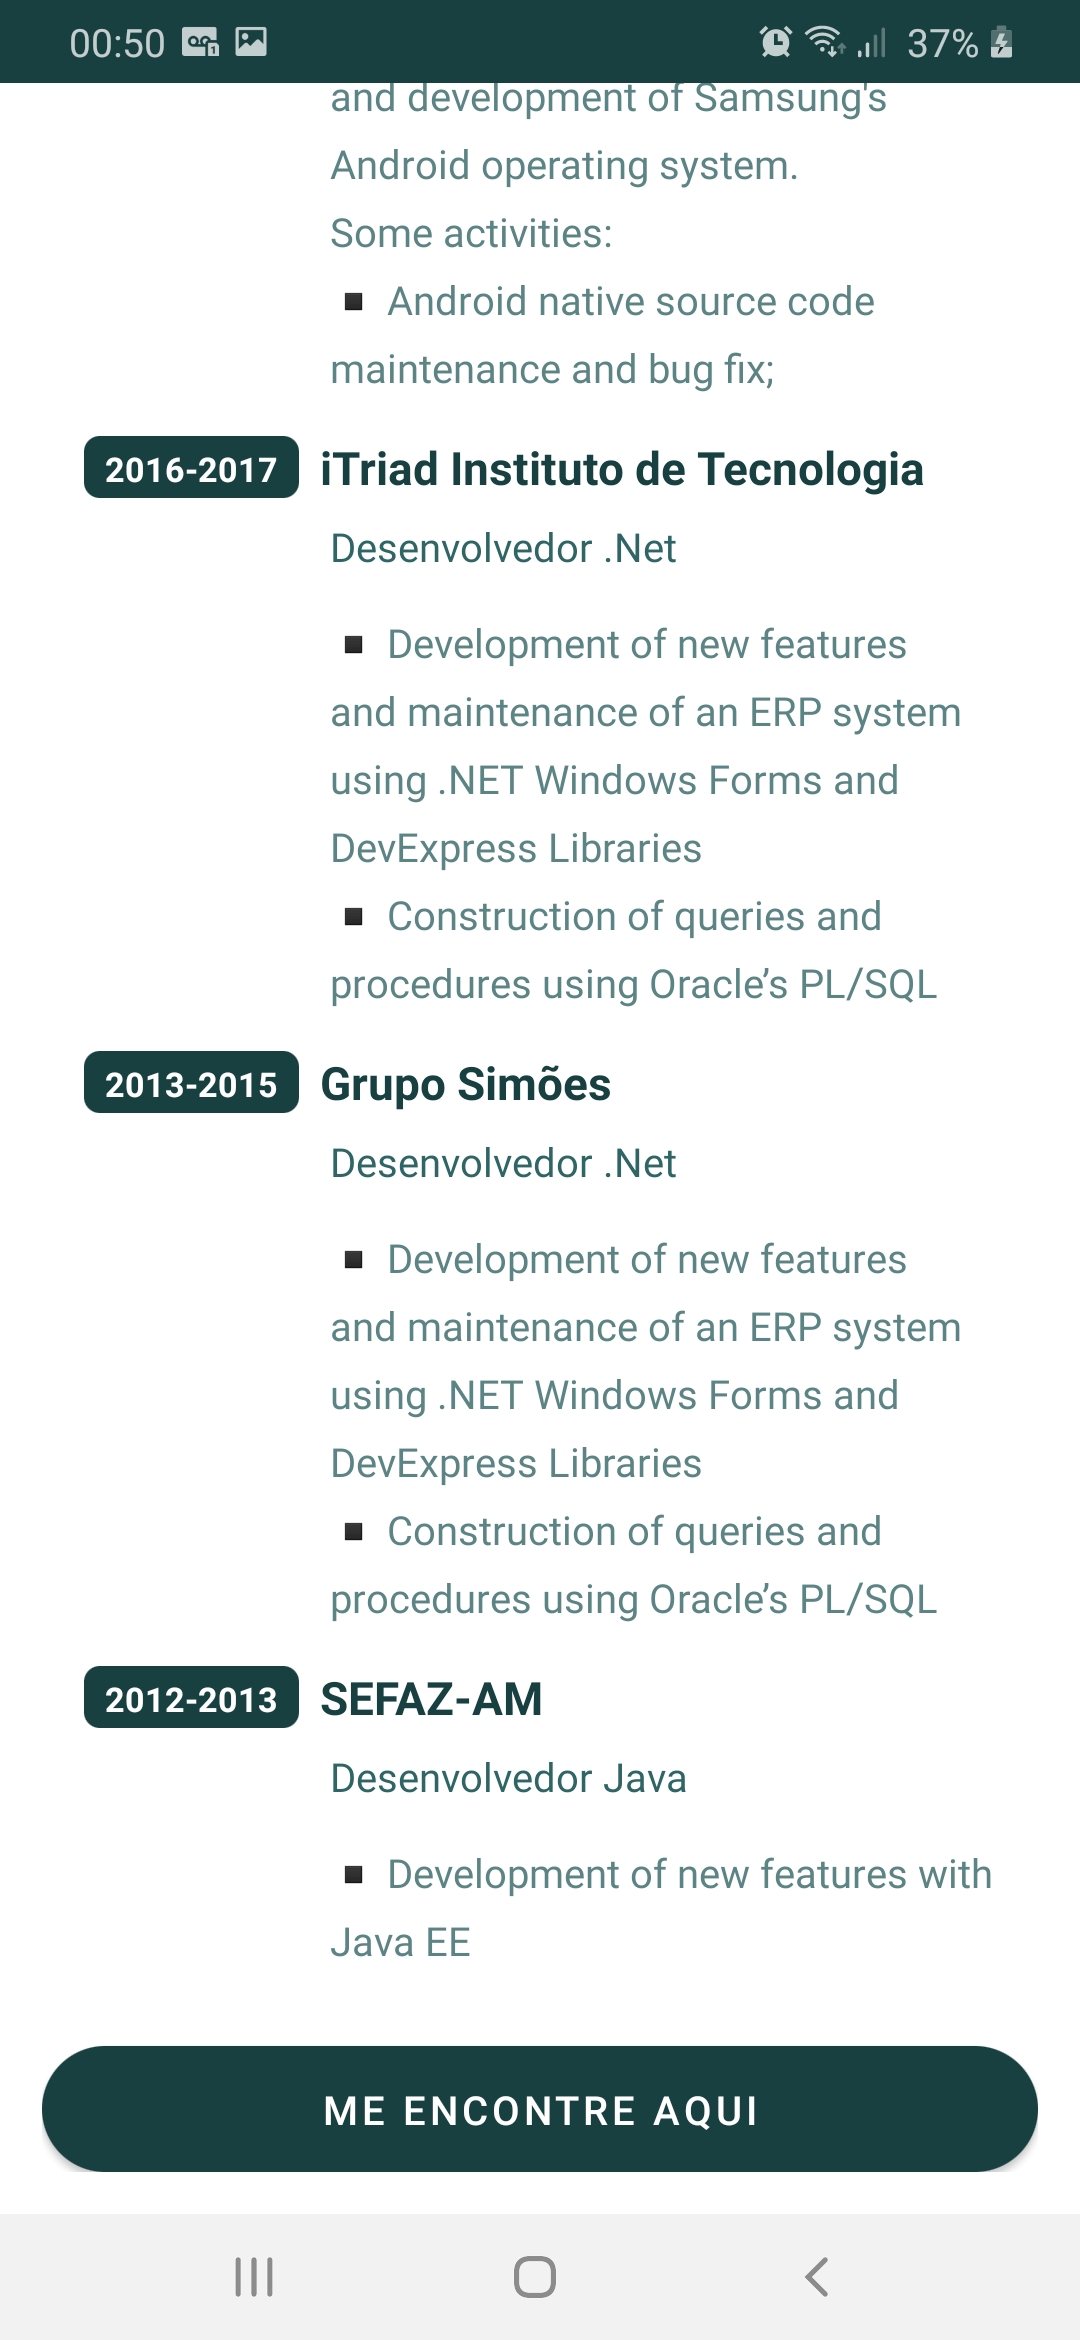 00:50
37%
and development of Samsung's
Android operating system.
Some activities:
▪ Android native source code
maintenance and bug fix;
2016-2017 iTriad Instituto de Tecnologia
Desenvolvedor .Net
▪ Development of new features
and maintenance of an ERP system
using .NET Windows Forms and
DevExpress Libraries
▪ Construction of queries and
procedures using Oracle’s PL/SQL
2013-2015 Grupo Simões
Desenvolvedor .Net
▪ Development of new features
and maintenance of an ERP system
using .NET Windows Forms and
DevExpress Libraries
▪ Construction of queries and
procedures using Oracle’s PL/SQL
2012-2013 SEFAZ-AM
Desenvolvedor Java
▪ Development of new features with
Java EE
ME ENCONTRE AQUI